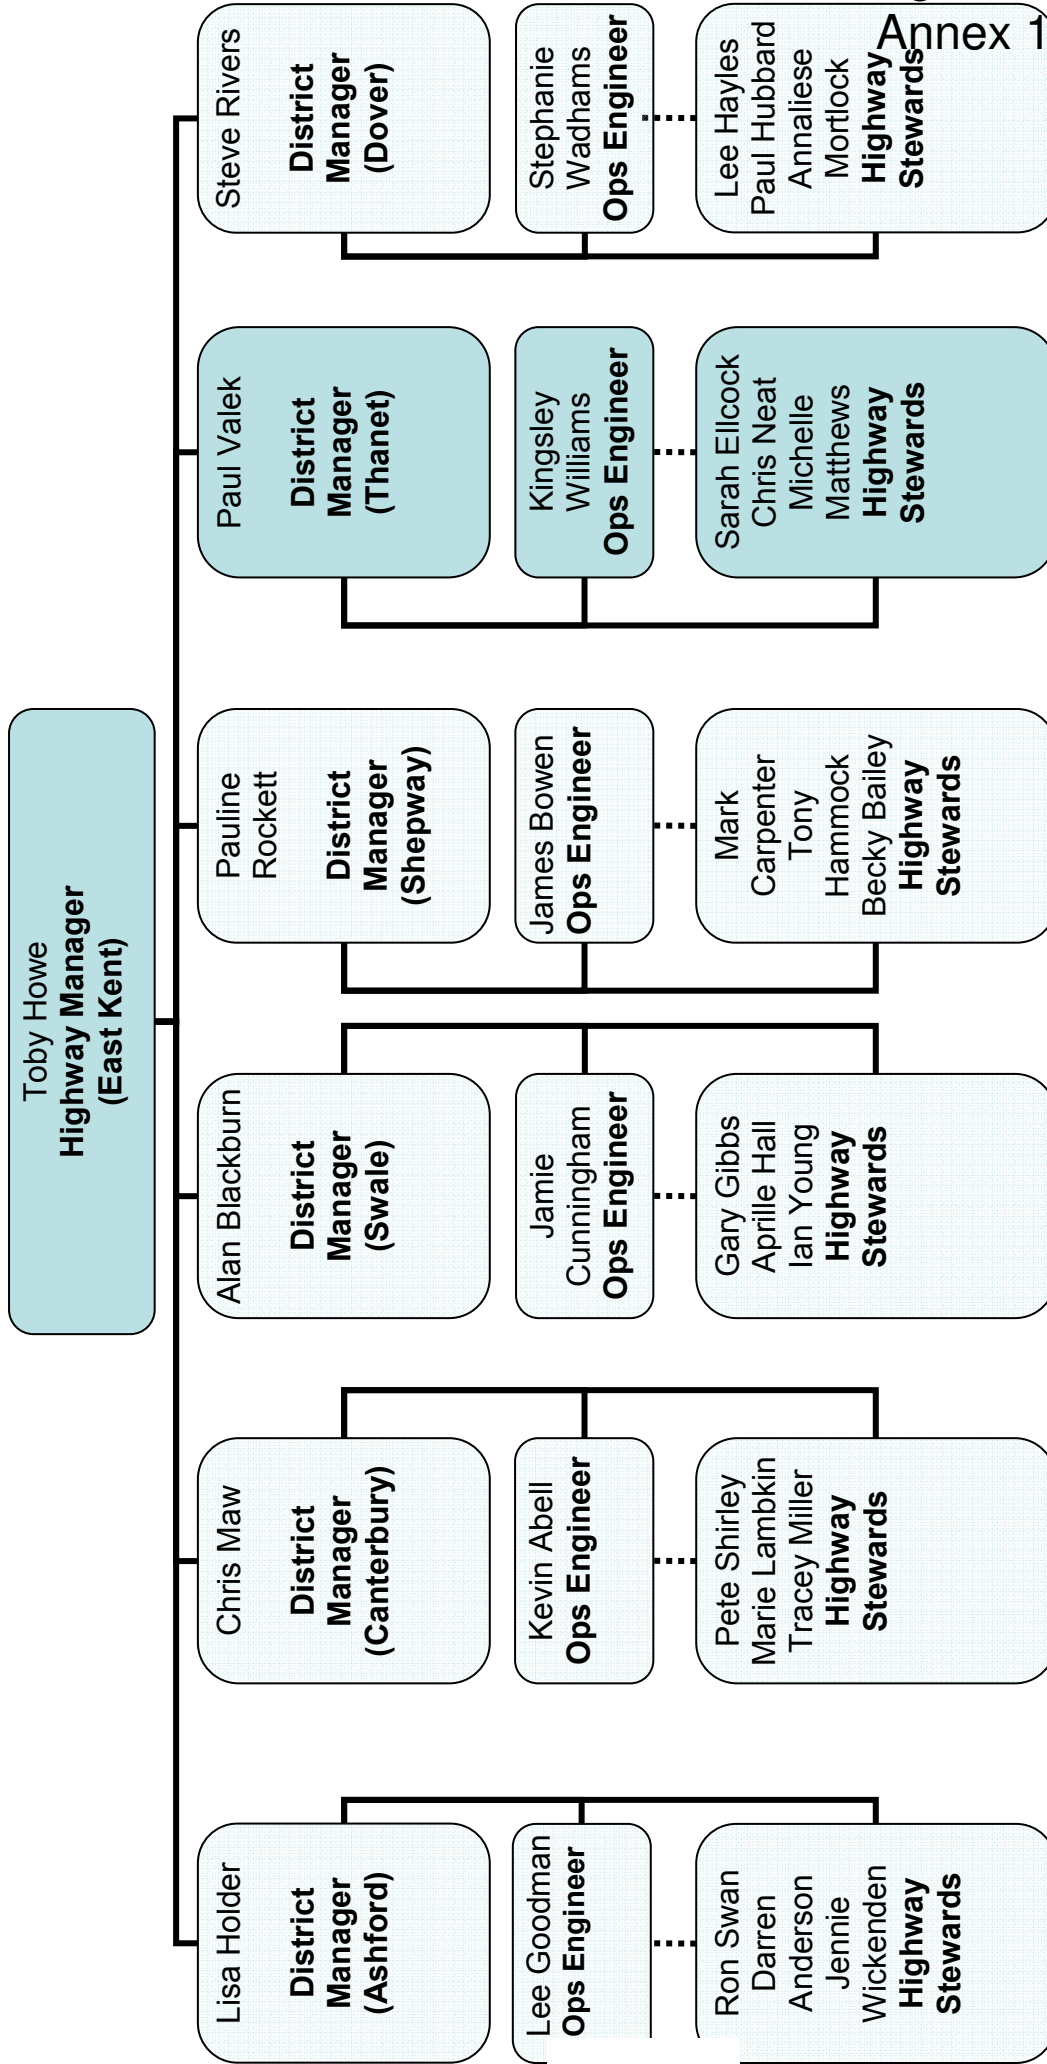 Annex 1
Toby Howe
Highway Manager
(East Kent)
Lisa Holder
District
Manager
(Ashford)
Lee Goodman
Ops Engineer
Ron Swan
Darren
Anderson
Jennie
Wickenden
Highway
Stewards
Chris Maw
District
Manager
(Canterbury)
Kevin Abell
Ops Engineer
Pete Shirley
Marie Lambkin
Tracey Miller
Highway
Stewards
Alan Blackburn
District
Manager
(Swale)
Jamie
Cunningham
Ops Engineer
Gary Gibbs
Aprille Hall
Ian Young
Highway
Stewards
Pauline
Rockett
District
Manager
(Shepway)
James Bowen
Ops Engineer
Mark
Carpenter
Tony
Hammock
Becky Bailey
Highway
Stewards
Paul Valek
District
Manager
(Thanet)
Kingsley
Williams
Ops Engineer
Sarah Ellcock
Chris Neat
Michelle
Matthews
Highway
Stewards
Steve Rivers
District
Manager
(Dover)
Stephanie
Wadhams
Ops Engineer
Lee Hayles
Paul Hubbard
Annaliese
Mortlock
Highway
Stewards